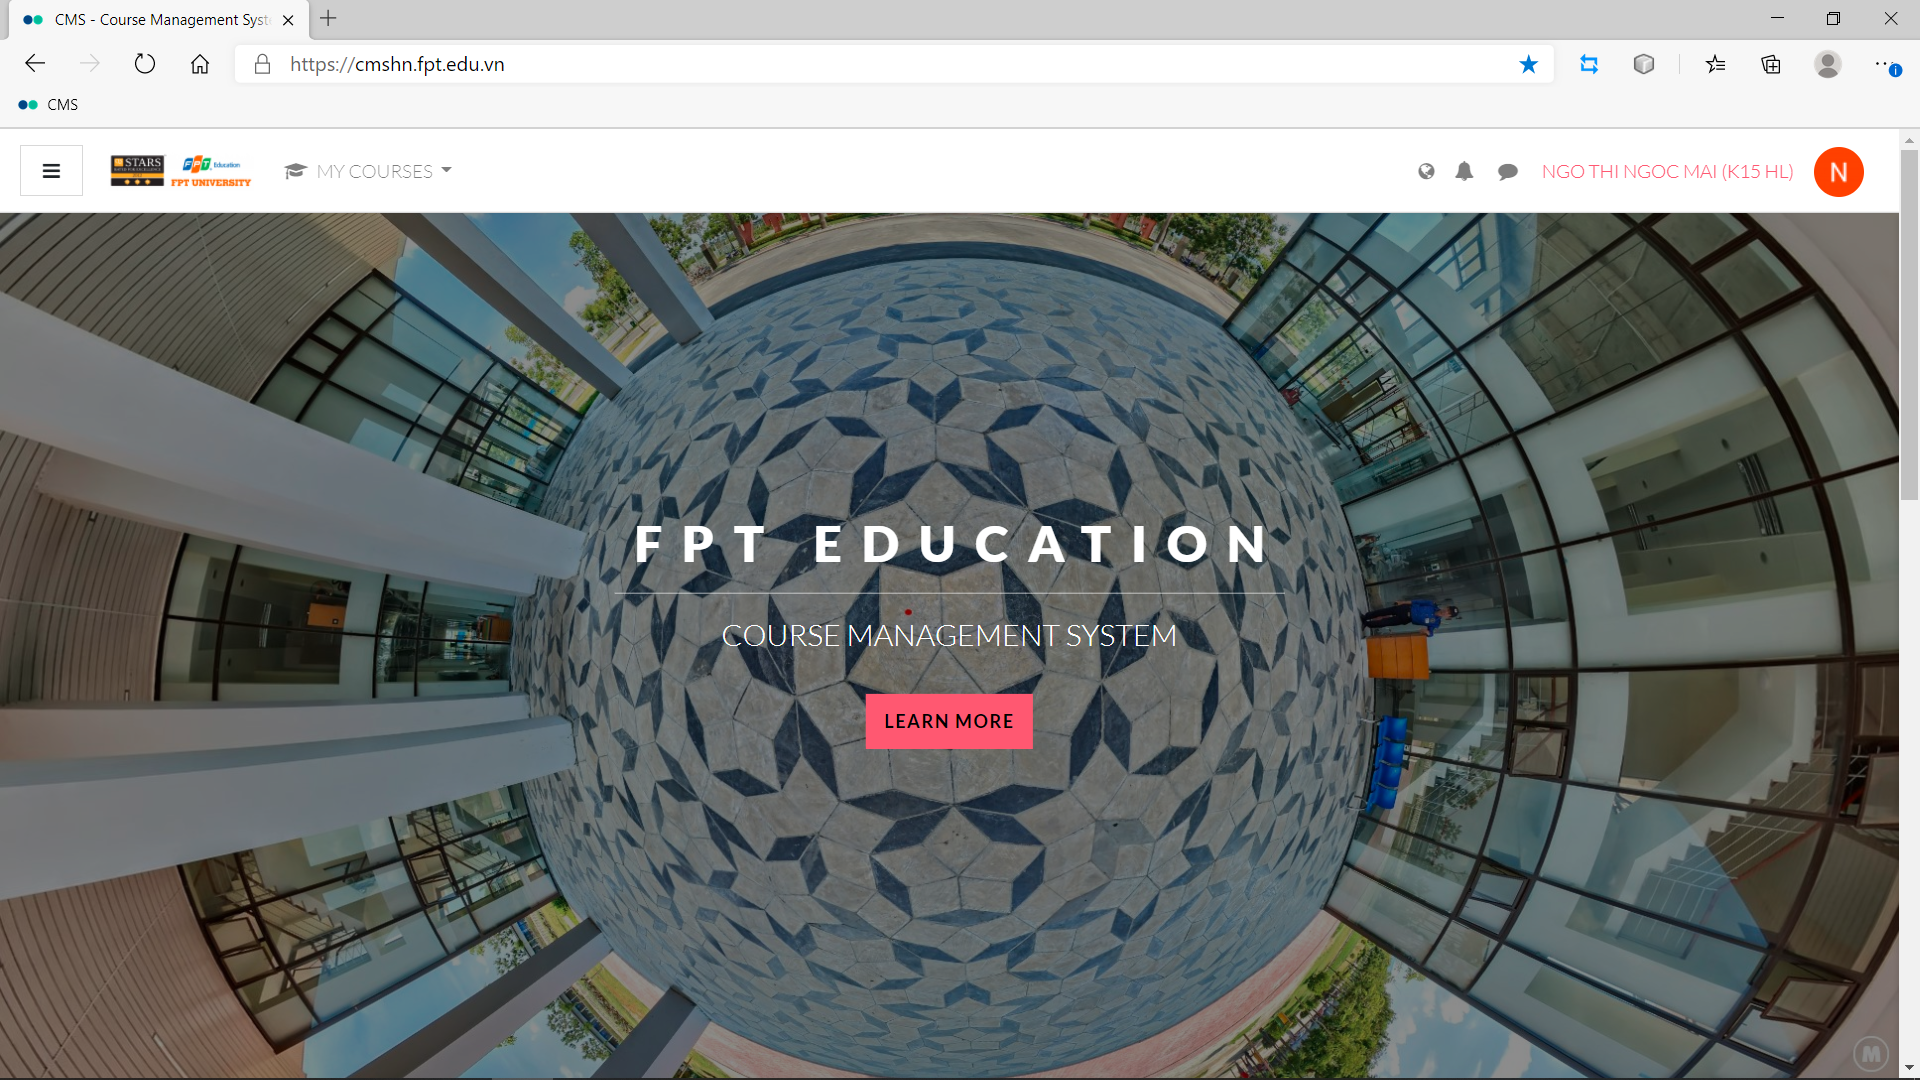 CMS - Course Management Syst
https://cmshn.fpt.edu.vn
CMS
STARS
FPT Education
FPT UNIVERSITY
MY COURSES
NGO THI NGOC MAI (K15 HL)
N
FPT EDUCATION
COURSE MANAGEMENT SYSTEM
LEARN MORE
M